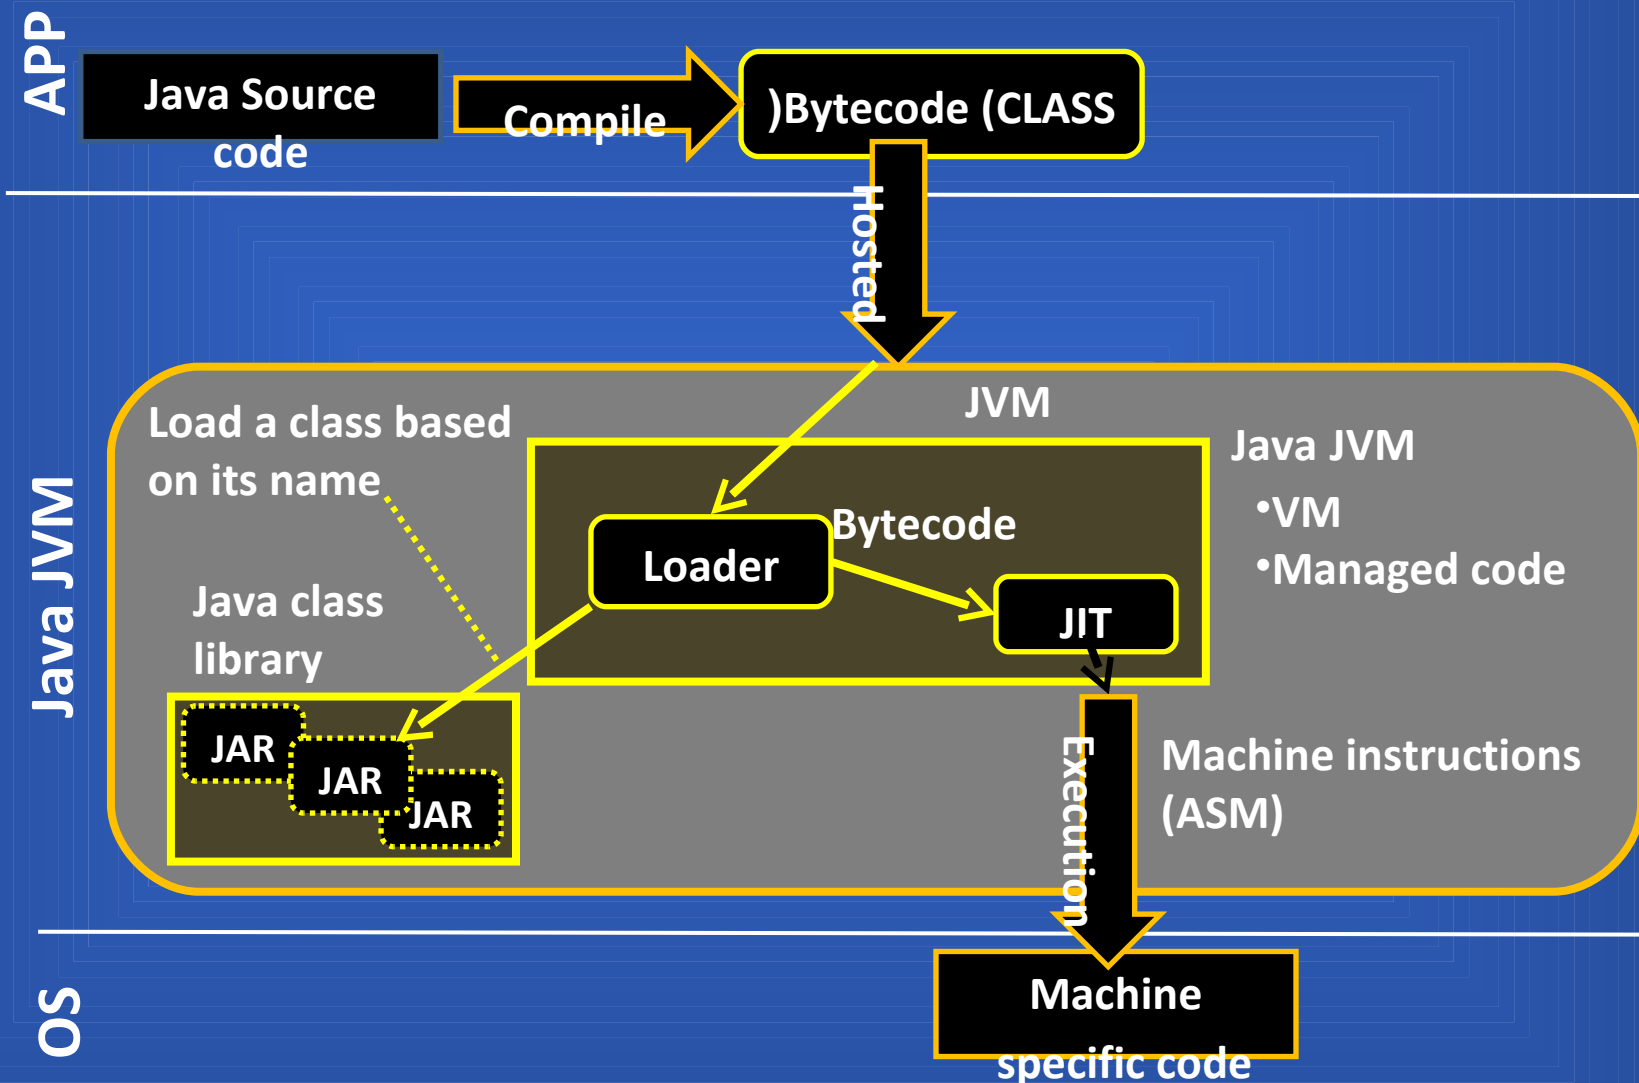 APP
Java Source
code
Compile
)Bytecode (CLASS
Hosted
Java JVM
JVM
Load a class based
on its name
Java JVM
•VM
•Managed code
Bytecode
Loader
JIT
Java class
library
JAR
JAR
JAR
Execution
Machine instructions
(ASM)
OS
Machine
specific code